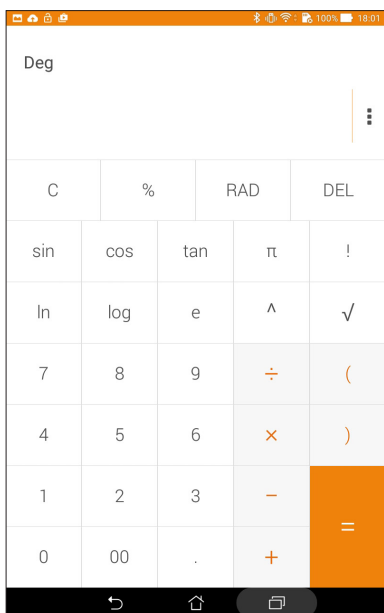 100% 18:01
Deg
C % RAD DEL
sin cos tan π !
ln log e ^ √
7 8 9 ÷ (
4 5 6 × )
1 2 3 −
=
0 00 . +